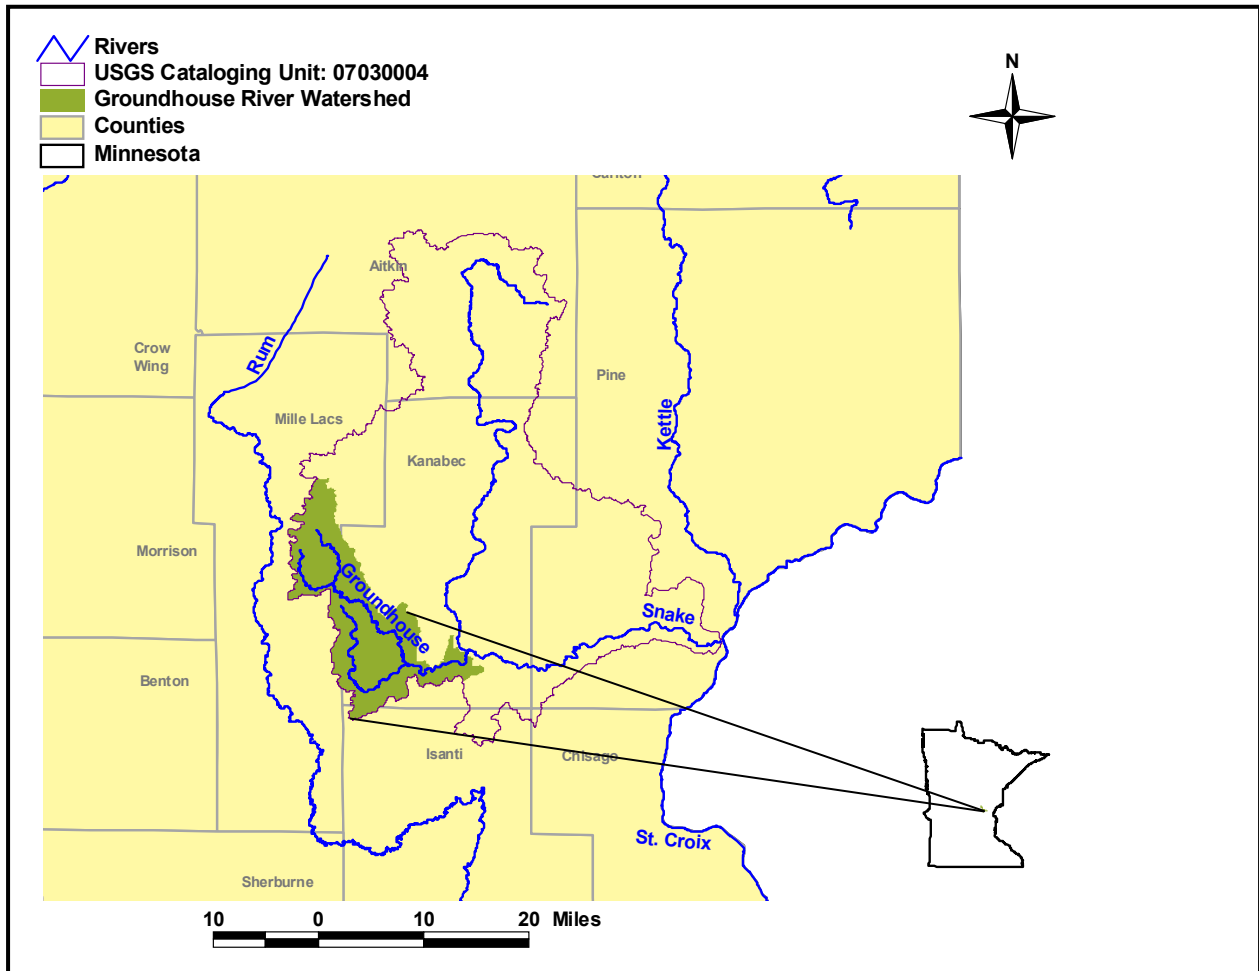 Rivers
USGS Cataloging Unit: 07030004
Groundhouse River Watershed
Counties
Minnesota
N
Carlton
Aitkin
Crow
Wing
Rum
Pine
Mille Lacs
Kettle
Kanabec
Morrison
Groundhouse
Snake
Benton
Isanti
Chisago
St. Croix
Sherburne
10 0 10 20 Miles